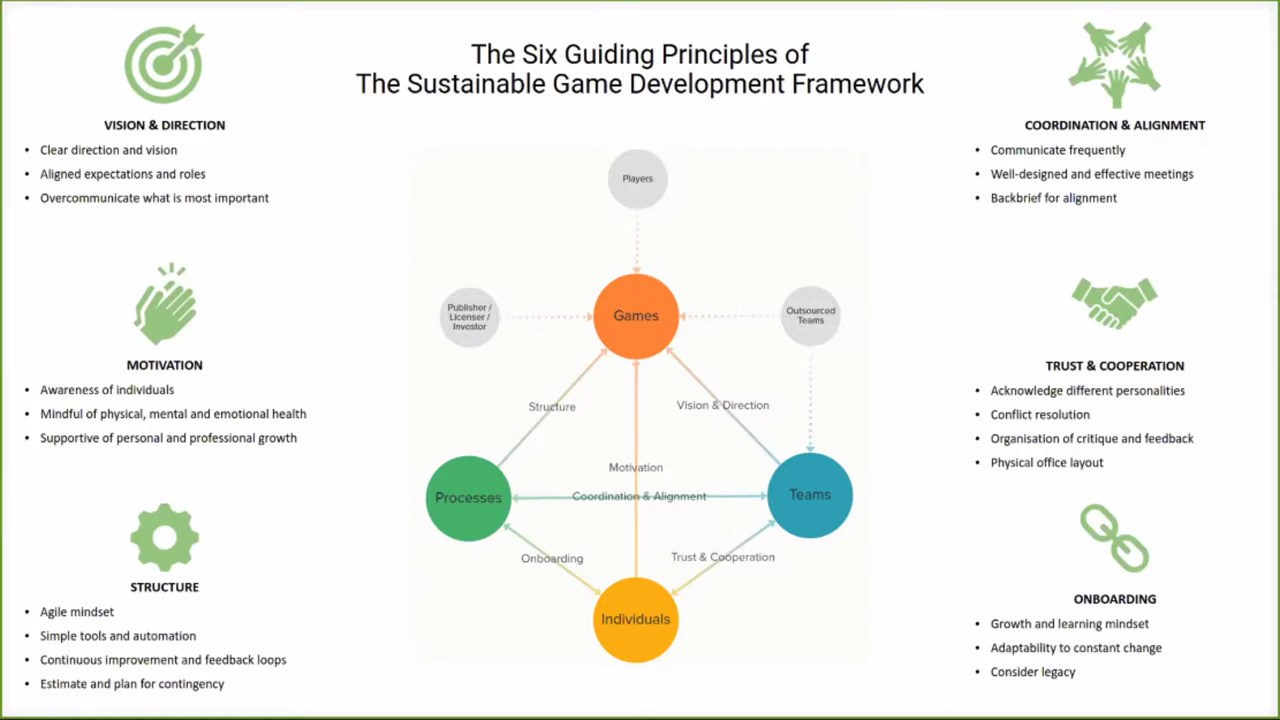 The Six Guiding Principles of
The Sustainable Game Development Framework
VISION & DIRECTION
• Clear direction and vision
• Aligned expectations and roles
• Overcommunicate what is most important
MOTIVATION
• Awareness of individuals
• Mindful of physical, mental and emotional health
• Supportive of personal and professional growth
STRUCTURE
• Agile mindset
• Simple tools and automation
• Continuous improvement and feedback loops
• Estimate and plan for contingency
Players
Publisher /
Licenser /
Investor
Games
Outsourced
Teams
Structure
Vision & Direction
Motivation
Processes
Coordination & Alignment
Teams
Onboarding
Trust & Cooperation
Individuals
COORDINATION & ALIGNMENT
• Communicate frequently
• Well-designed and effective meetings
• Backbrief for alignment
TRUST & COOPERATION
• Acknowledge different personalities
• Conflict resolution
• Organisation of critique and feedback
• Physical office layout
ONBOARDING
• Growth and learning mindset
• Adaptability to constant change
• Consider legacy